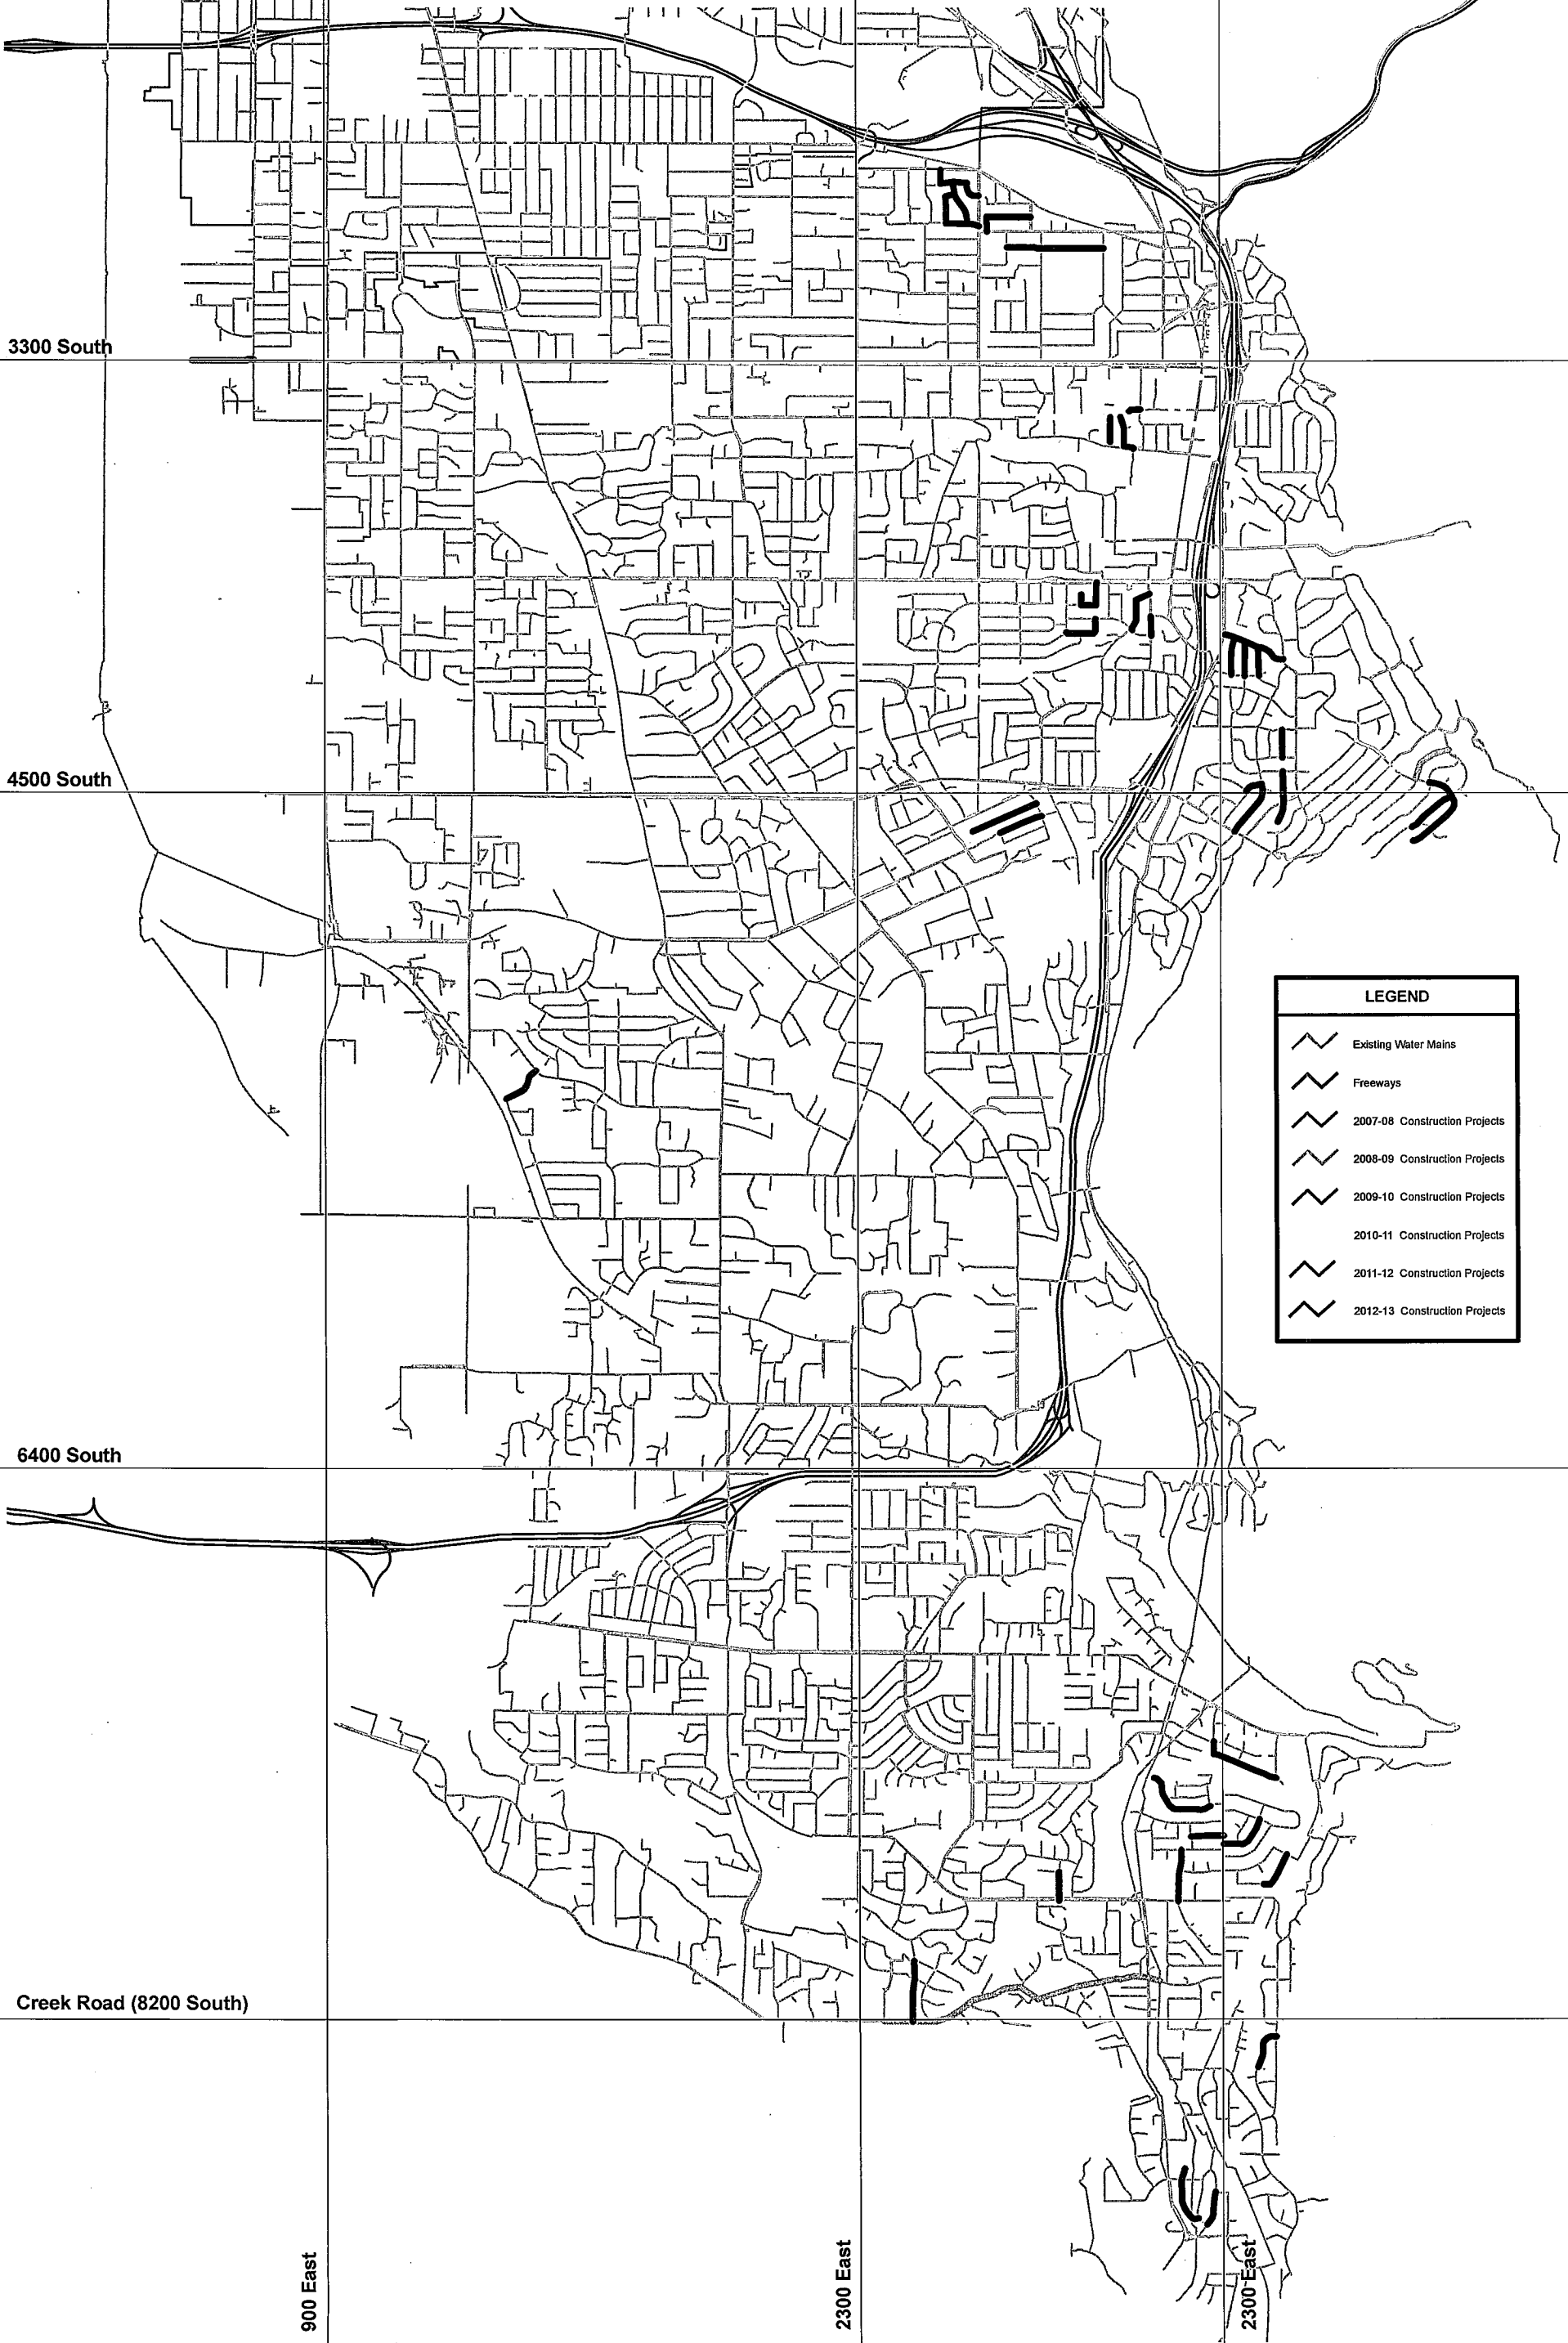 3300 South
4500 South
LEGEND
Existing Water Mains
Freeways
2007-08 Construction Projects
2008-09 Construction Projects
2009-10 Construction Projects
2010-11 Construction Projects
2011-12 Construction Projects
2012-13 Construction Projects
6400 South
Creek Road (8200 South)
900 East
2300 East
2300 East